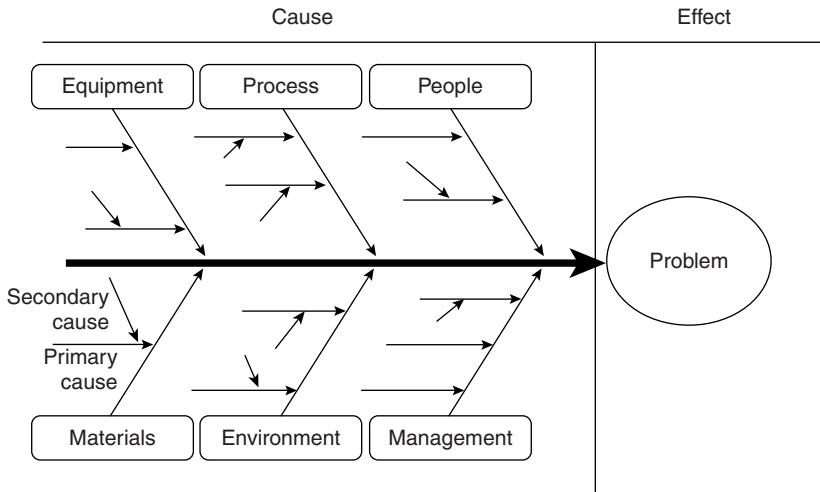 Cause
Effect
Equipment
Process
People
Problem
Secondary
cause
Primary
cause
Materials
Environment
Management